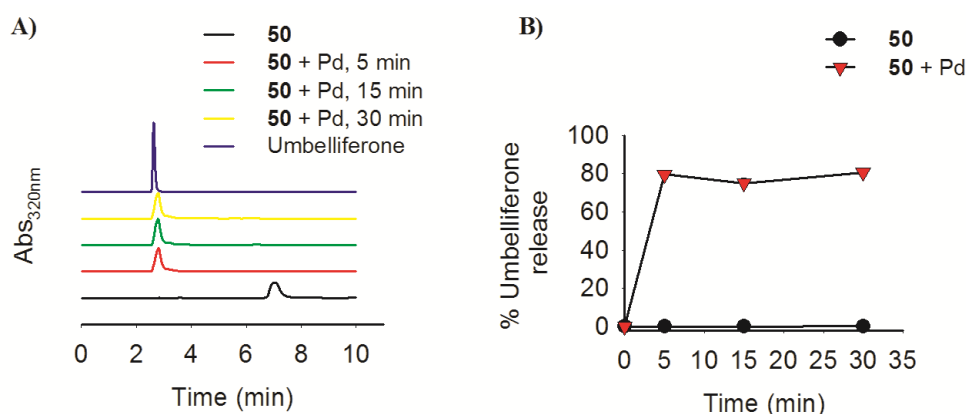 A)
50
50 + Pd, 5 min
50 + Pd, 15 min
50 + Pd, 30 min
Umbelliferone
Abs320nm
0 2 4 6 8 10
Time (min)
B)
50
50 + Pd
100
80
60
40
20
0
% Umbelliferone
release
0 5 10 15 20 25 30 35
Time (min)